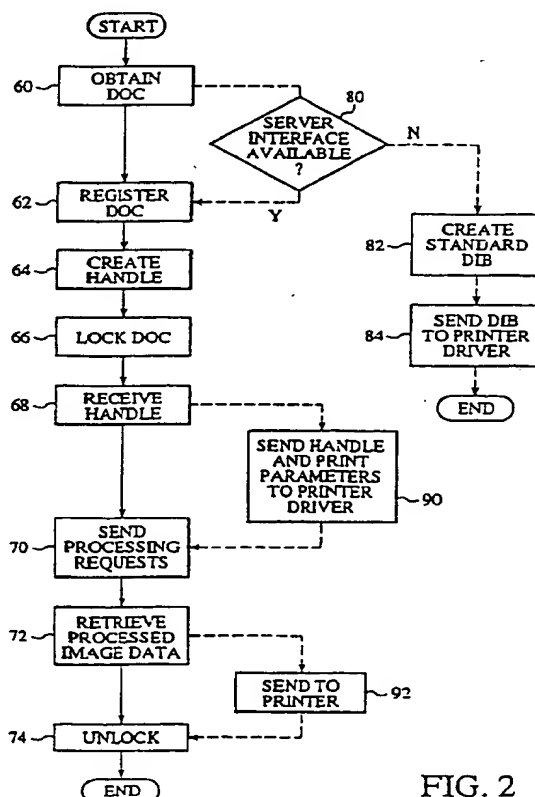 START
60
OBTAIN
DOC
80
SERVER
INTERFACE
AVAILABLE
?
N
Y
62
REGISTER
DOC
82
CREATE
STANDARD
DIB
64
CREATE
HANDLE
66
LOCK DOC
84
SEND DIB
TO PRINTER
DRIVER
END
68
RECEIVE
HANDLE
SEND HANDLE
AND PRINT
PARAMETERS
TO PRINTER
DRIVER
90
70
SEND
PROCESSING
REQUESTS
72
RETRIEVE
PROCESSED
IMAGE DATA
SEND TO
PRINTER
92
74
UNLOCK
END
FIG. 2